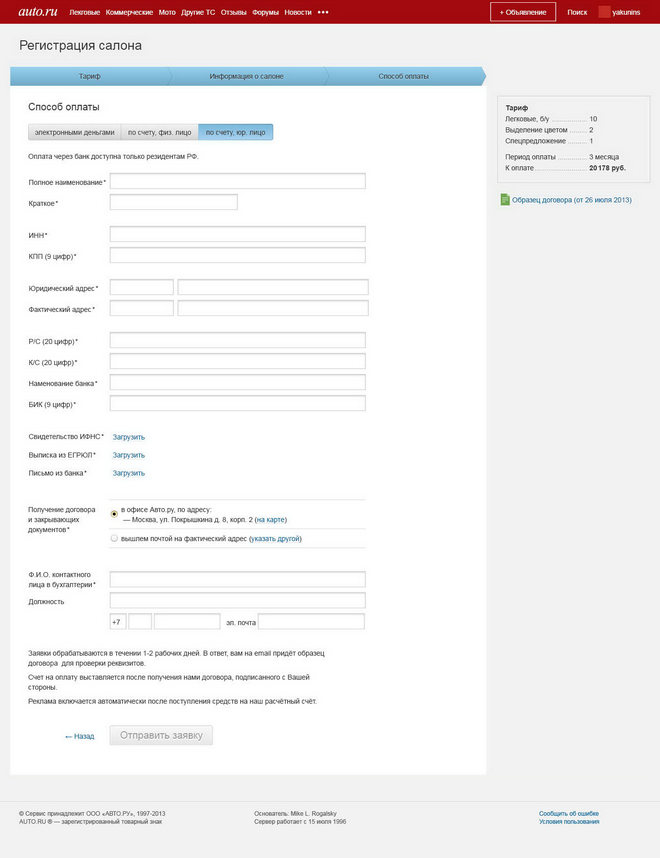 auto.ru Легковые Коммерческие Мото Другие ТС Отзывы Форумы Новости ••• + Объявление Поиск yakunins
Регистрация салона
Тариф Информация о салоне Способ оплаты
Способ оплаты
электронными деньгами по счету, физ. лицо по счету, юр. лицо
Оплата через банк доступна только резидентам РФ.
Полное наименование*
Краткое*
ИНН*
КПП (9 цифр)*
Юридический адрес*
Фактический адрес*
Р/С (20 цифр)*
К/С (20 цифр)*
Наменование банка*
БИК (9 цифр)*
Свидетельство ИФНС* Загрузить
Выписка из ЕГРЮЛ* Загрузить
Письмо из банка* Загрузить
Получение договора
и закрывающих
документов*
в офисе Авто.ру, по адресу:
— Москва, ул. Покрышкина д. 8, корп. 2 (на карте)
вышлем почтой на фактический адрес (указать другой)
Ф.И.О. контактного
лица в бухгалтерии*
Должность
+7 эл. почта
Заявки обрабатываются в течении 1-2 рабочих дней. В ответ, вам на email придёт образец
договора для проверки реквизитов.
Счет на оплату выставляется после получения нами договора, подписанного с Вашей
стороны.
Реклама включается автоматически после поступления средств на наш расчётный счёт.
← Назад Отправить заявку
Тариф
Легковые, б/у 10
Выделение цветом 2
Спецпредложение 1
Период оплаты 3 месяца
К оплате 20 178 руб.
Образец договора (от 26 июля 2013)
© Сервис принадлежит ООО «АВТО.РУ», 1997-2013
AUTO.RU ® — зарегистрированный товарный знак
Основатель: Mike L. Rogalsky
Сервер работает с 15 июля 1996
Сообщить об ошибке
Условия пользования